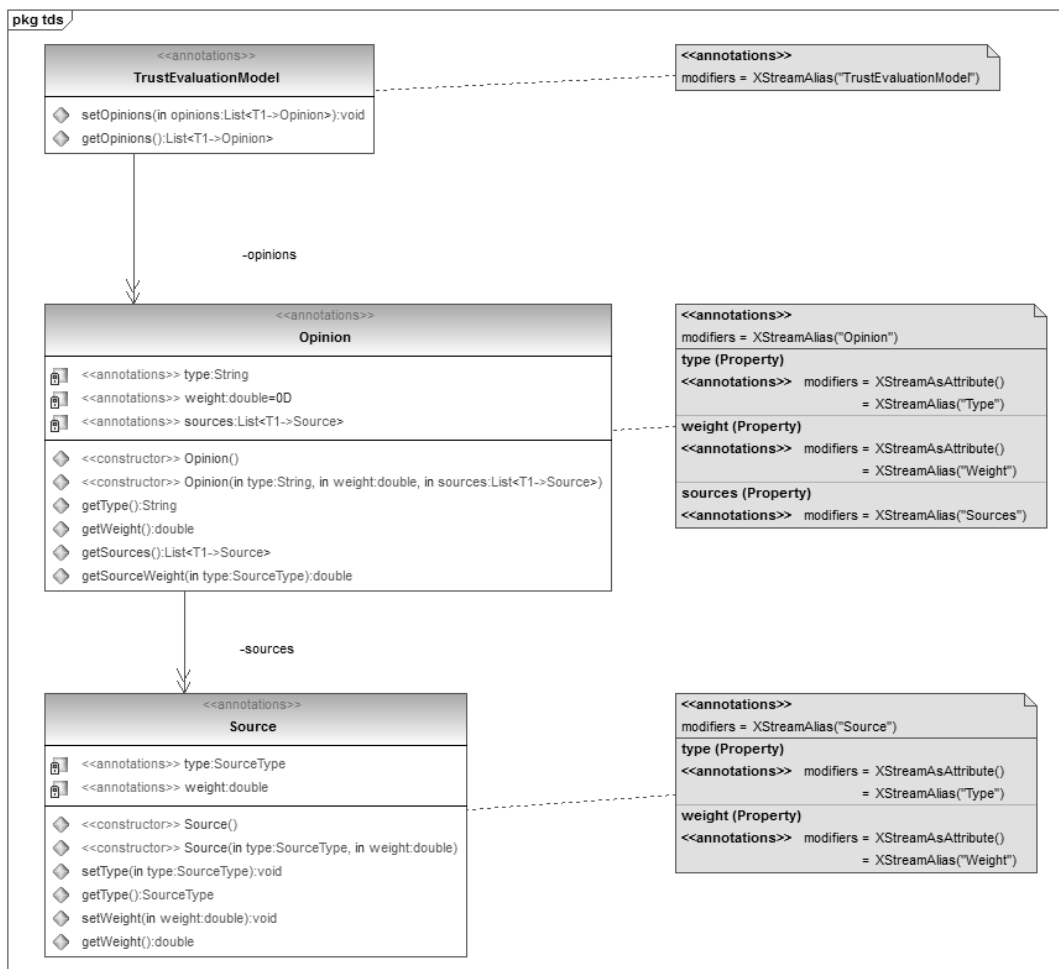 pkg tds
<<annotations>>
TrustEvaluationModel
setOpinions(in opinions:List<T1->Opinion>):void
getOpinions():List<T1->Opinion>
<<annotations>>
modifiers = XStreamAlias("TrustEvaluationModel")
-opinions
<<annotations>>
Opinion
<<annotations>> type:String
<<annotations>> weight:double=0D
<<annotations>> sources:List<T1->Source>
<<constructor>> Opinion()
<<constructor>> Opinion(in type:String, in weight:double, in sources:List<T1->Source>)
getType():String
getWeight():double
getSources():List<T1->Source>
getSourceWeight(in type:SourceType):double
<<annotations>>
modifiers = XStreamAlias("Opinion")
type (Property)
<<annotations>> modifiers = XStreamAsAttribute()
= XStreamAlias("Type")
weight (Property)
<<annotations>> modifiers = XStreamAsAttribute()
= XStreamAlias("Weight")
sources (Property)
<<annotations>> modifiers = XStreamAlias("Sources")
-sources
<<annotations>>
Source
<<annotations>> type:SourceType
<<annotations>> weight:double
<<constructor>> Source()
<<constructor>> Source(in type:SourceType, in weight:double)
setType(in type:SourceType):void
getType():SourceType
setWeight(in weight:double):void
getWeight():double
<<annotations>>
modifiers = XStreamAlias("Source")
type (Property)
<<annotations>> modifiers = XStreamAsAttribute()
= XStreamAlias("Type")
weight (Property)
<<annotations>> modifiers = XStreamAsAttribute()
= XStreamAlias("Weight")